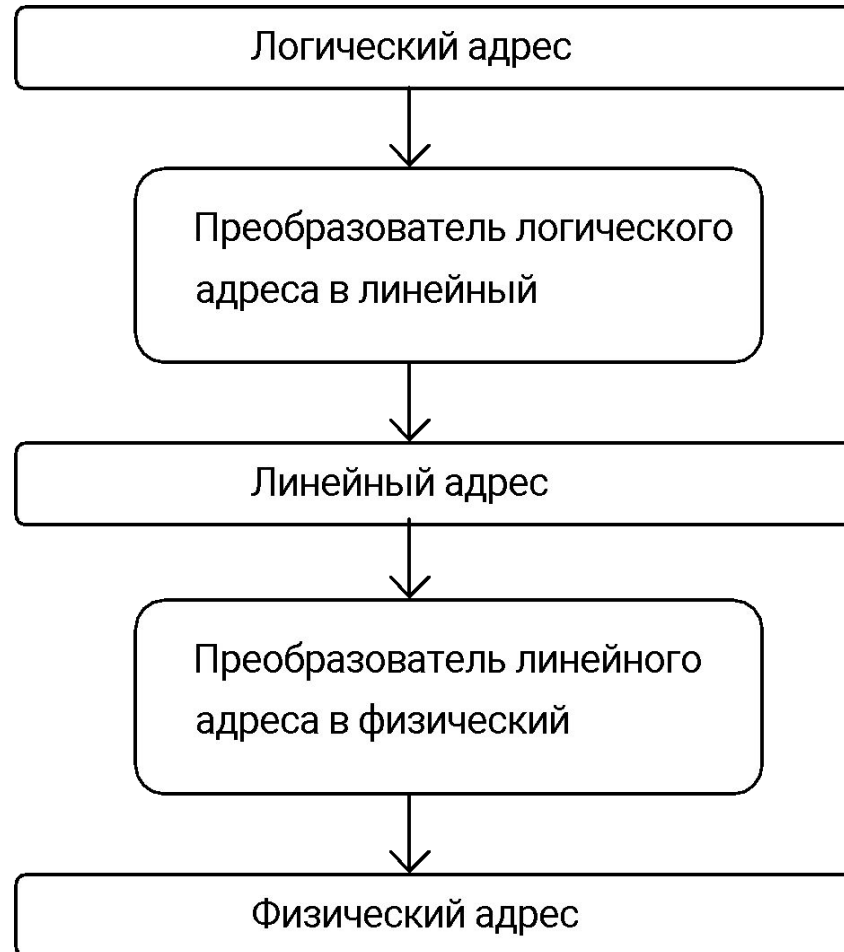 Логический адрес
Преобразователь логического
адреса в линейный
Линейный адрес
Преобразователь линейного
адреса в физический
Физический адрес